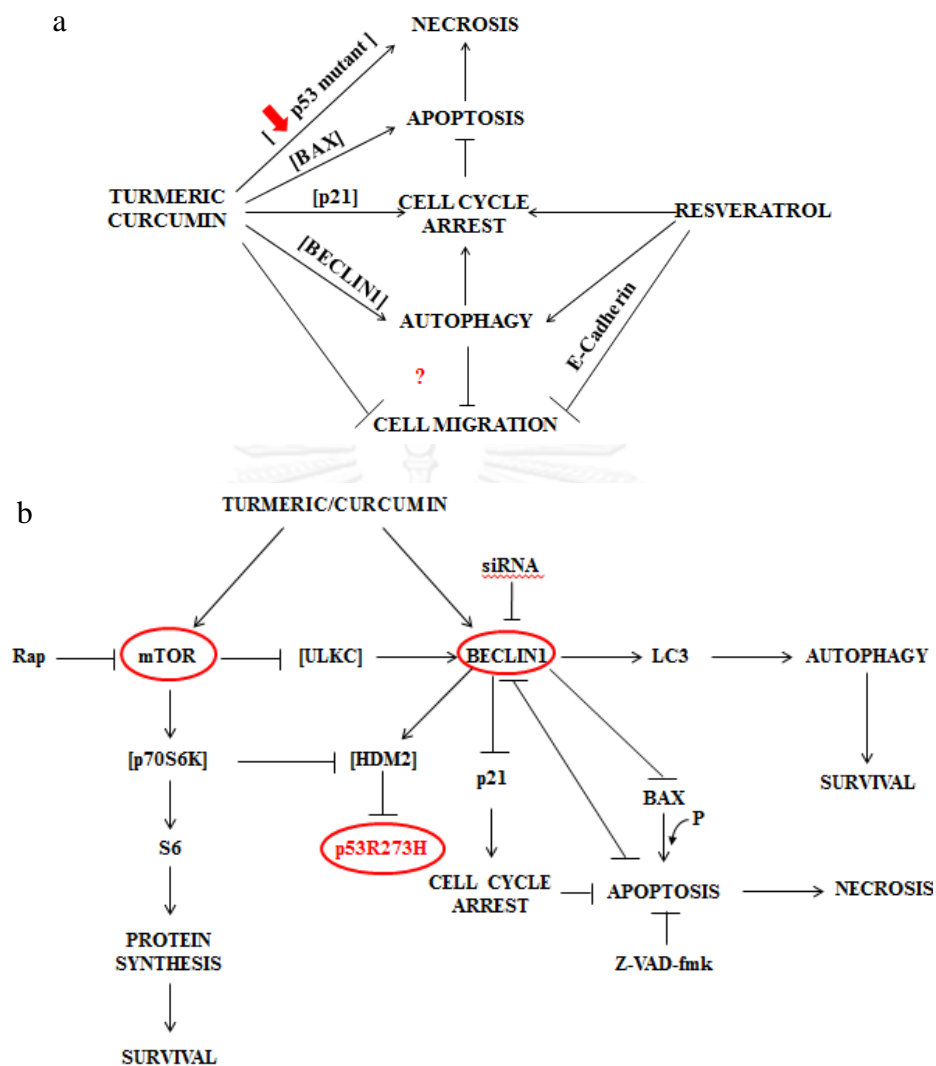 a
NECROSIS
[ p53 mutant ]
APOPTOSIS
[BAX]
TURMERIC
CURCUMIN
[p21]
CELL CYCLE
ARREST
RESVERATROL
[BECLIN1]
AUTOPHAGY
E-Cadherin
?
CELL MIGRATION
b
TURMERIC/CURCUMIN
siRNA
Rap
mTOR
[ULKC]
BECLIN1
LC3
AUTOPHAGY
[p70S6K]
[HDM2]
p21
BAX
SURVIVAL
P
S6
p53R273H
CELL CYCLE
ARREST
APOPTOSIS
NECROSIS
PROTEIN
SYNTHESIS
Z-VAD-fmk
SURVIVAL